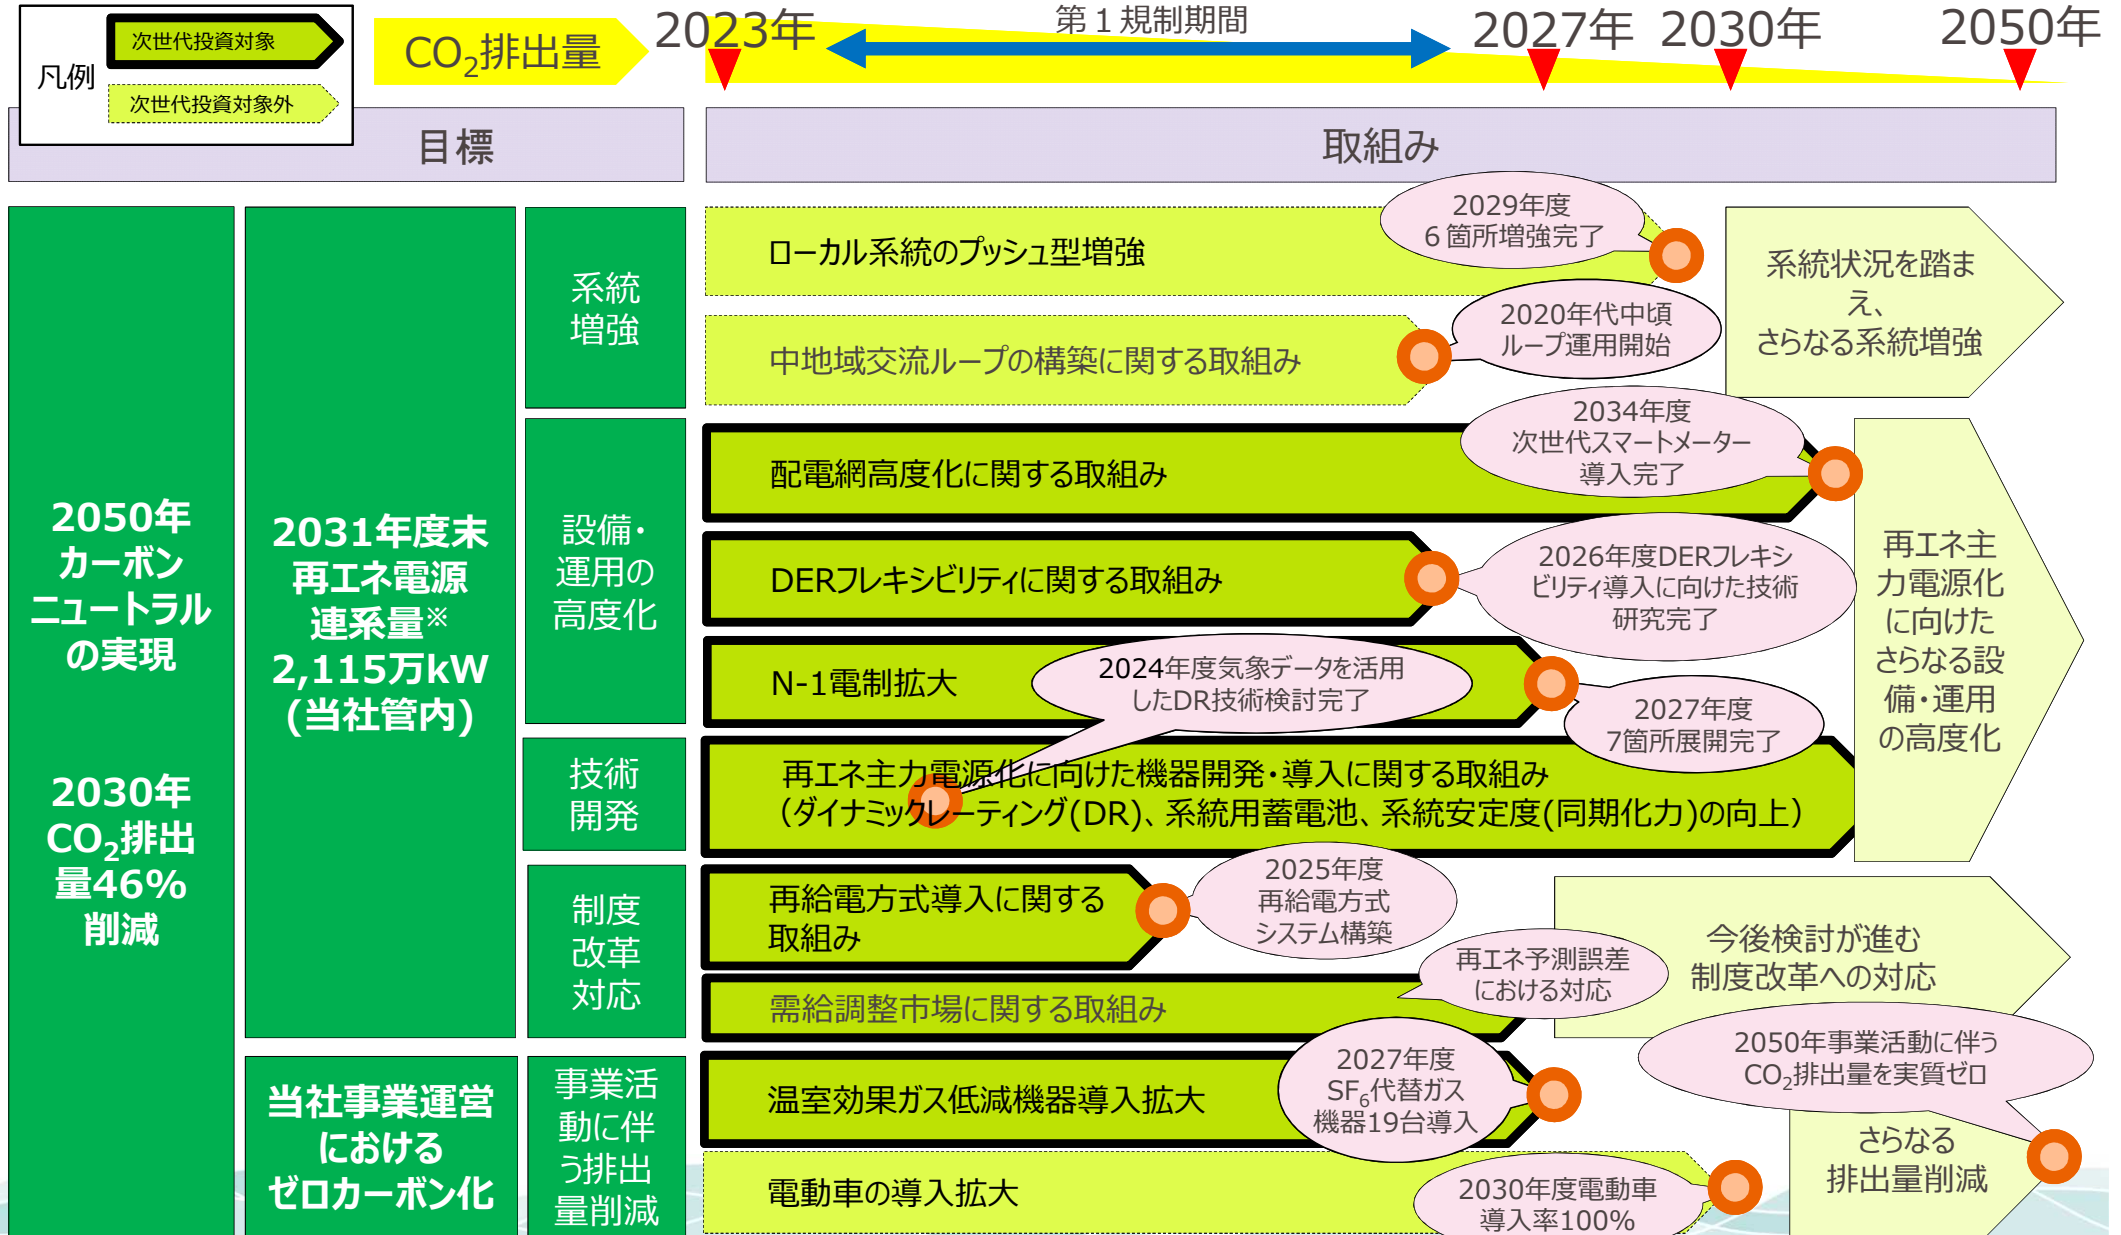 凡例
次世代投資対象
次世代投資対象外
CO₂排出量
2023年
第１規制期間
2027年
2030年
2050年
目標
取組み
2050年
カーボン
ニュートラル
の実現
2030年
CO₂排出
量46%
削減
2031年度末
再エネ電源
連系量※
2,115万kW
(当社管内)
系統
増強
ローカル系統のプッシュ型増強
2029年度
６箇所増強完了
中地域交流ループの構築に関する取組み
2020年代中頃
ループ運用開始
系統状況を踏ま
え、
さらなる系統増強
設備・
運用の
高度化
配電網高度化に関する取組み
2034年度
次世代スマートメーター
導入完了
DERフレキシビリティに関する取組み
2026年度DERフレキシ
ビリティ導入に向けた技術
研究完了
N-1電制拡大
2024年度気象データを活用
したDR技術検討完了
2027年度
7箇所展開完了
再エネ主
力電源化
に向けた
さらなる設
備・運用
の高度化
技術
開発
再エネ主力電源化に向けた機器開発・導入に関する取組み
（ダイナミックレーティング(DR)、系統用蓄電池、系統安定度(同期化力)の向上）
制度
改革
対応
再給電方式導入に関する
取組み
2025年度
再給電方式
システム構築
需給調整市場に関する取組み
再エネ予測誤差
における対応
今後検討が進む
制度改革への対応
当社事業運営
における
ゼロカーボン化
事業活
動に伴
う排出
量削減
温室効果ガス低減機器導入拡大
2027年度
SF₆代替ガス
機器19台導入
2050年事業活動に伴う
CO₂排出量を実質ゼロ
電動車の導入拡大
2030年度電動車
導入率100%
さらなる
排出量削減